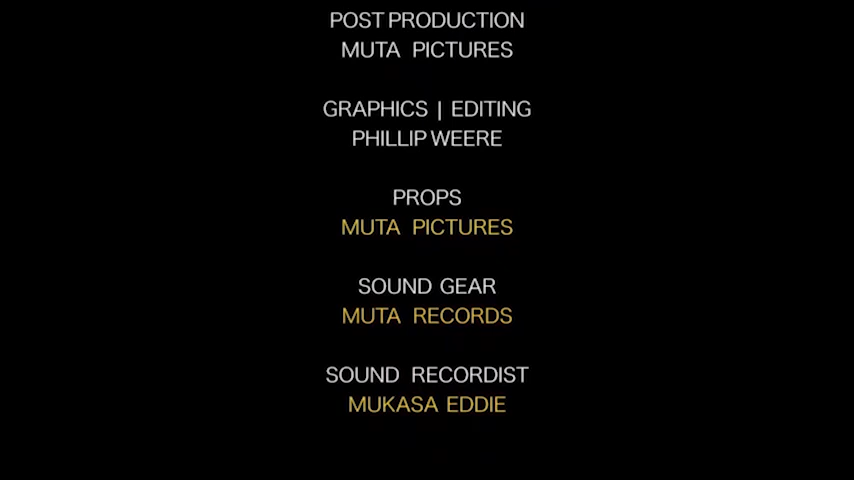 POST PRODUCTION
MUTA PICTURES
GRAPHICS | EDITING
PHILLIP WEERE
PROPS
MUTA PICTURES
SOUND GEAR
MUTA RECORDS
SOUND RECORDIST
MUKASA EDDIE